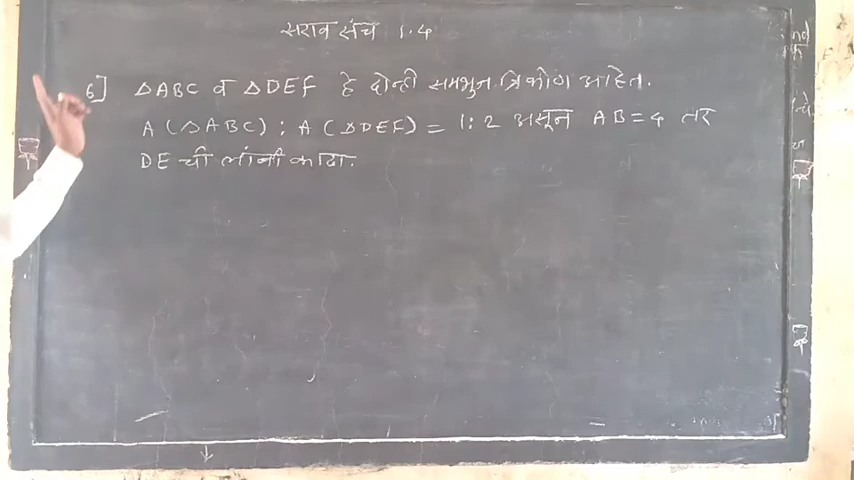 सराव संच 1.4
6] △ABC व △DEF हे दोन्ही समभुज त्रिकोण आहेत.
A(△ABC) : A(△DEF) = 1:2 असून AB=4 तर
DE ची लांबी काढा.